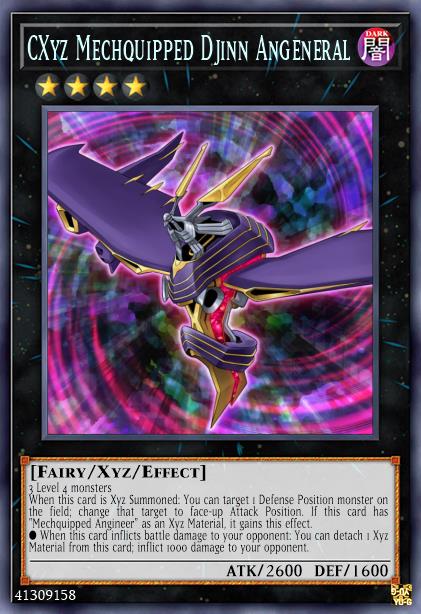 CXyz Mechquipped Djinn Angeneral
DARK
闇
[Fairy/Xyz/Effect]
3 Level 4 monsters
When this card is Xyz Summoned: You can target 1 Defense Position monster on
the field; change that target to face-up Attack Position. If this card has
"Mechquipped Angineer" as an Xyz Material, it gains this effect.
● When this card inflicts battle damage to your opponent: You can detach 1 Xyz
Material from this card; inflict 1000 damage to your opponent.
ATK/2600 DEF/1600
41309158